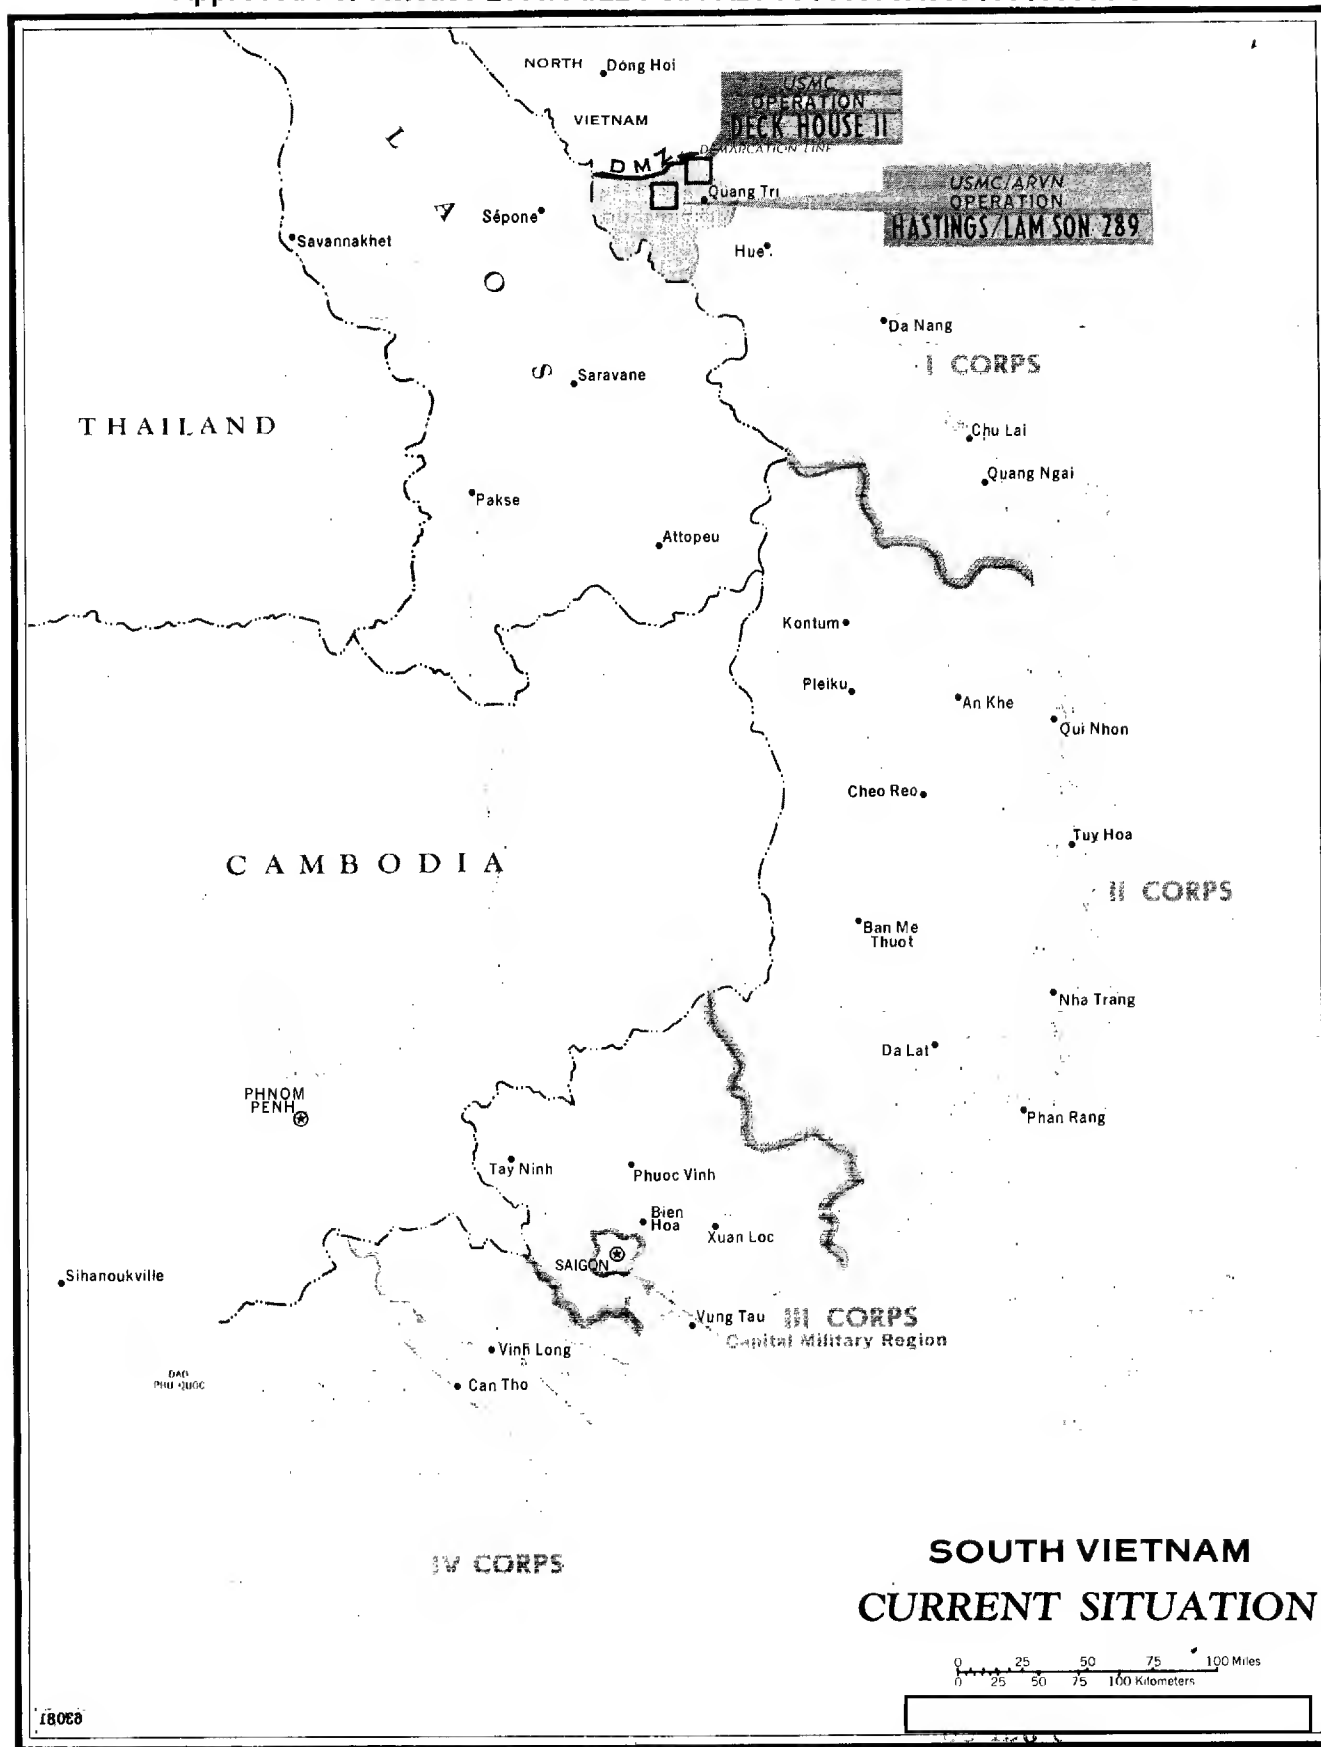 NORTH
Dong Hoi
VIETNAM
USMC
OPERATION
DECK HOUSE II
DEMARCATION LINE
DMZ
Quang Tri
USMC/ARVN
OPERATION
HASTINGS/LAM SON 289
LAOS
Sépone
Savannakhet
Hue
Da Nang
I CORPS
Saravane
THAILAND
Chu Lai
Quang Ngai
Pakse
Attopeu
Kontum
Pleiku
An Khe
Qui Nhon
Cheo Reo
Tuy Hoa
CAMBODIA
II CORPS
Ban Me
Thuot
Nha Trang
Da Lat
PHNOM
PENH
Phan Rang
Tay Ninh
Phuoc Vinh
Bien
Hoa
Xuan Loc
SAIGON
Sihanoukville
Vung Tau
III CORPS
Capital Military Region
Vinh Long
DAO
PHU QUOC
Can Tho
IV CORPS
SOUTH VIETNAM
CURRENT SITUATION
0 25 50 75 100 Miles
0 25 50 75 100 Kilometers